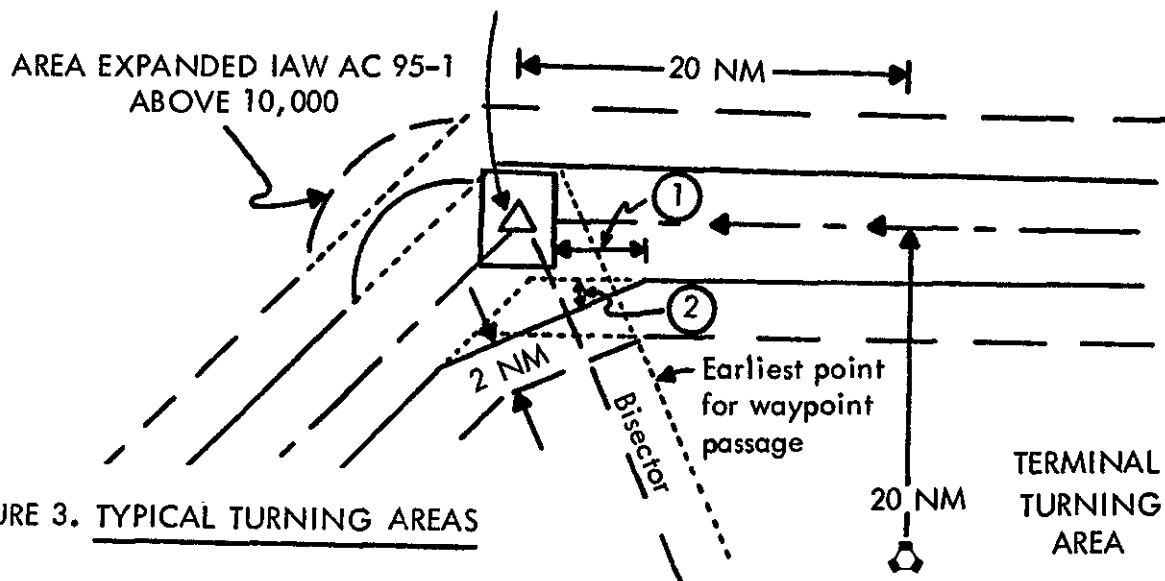 AREA EXPANDED IAW AC 95-1
ABOVE 10,000
20 NM
1
2
2 NM
Earliest point
for waypoint
passage
Bisector
20 NM
TERMINAL
TURNING
AREA
URE 3. TYPICAL TURNING AREAS